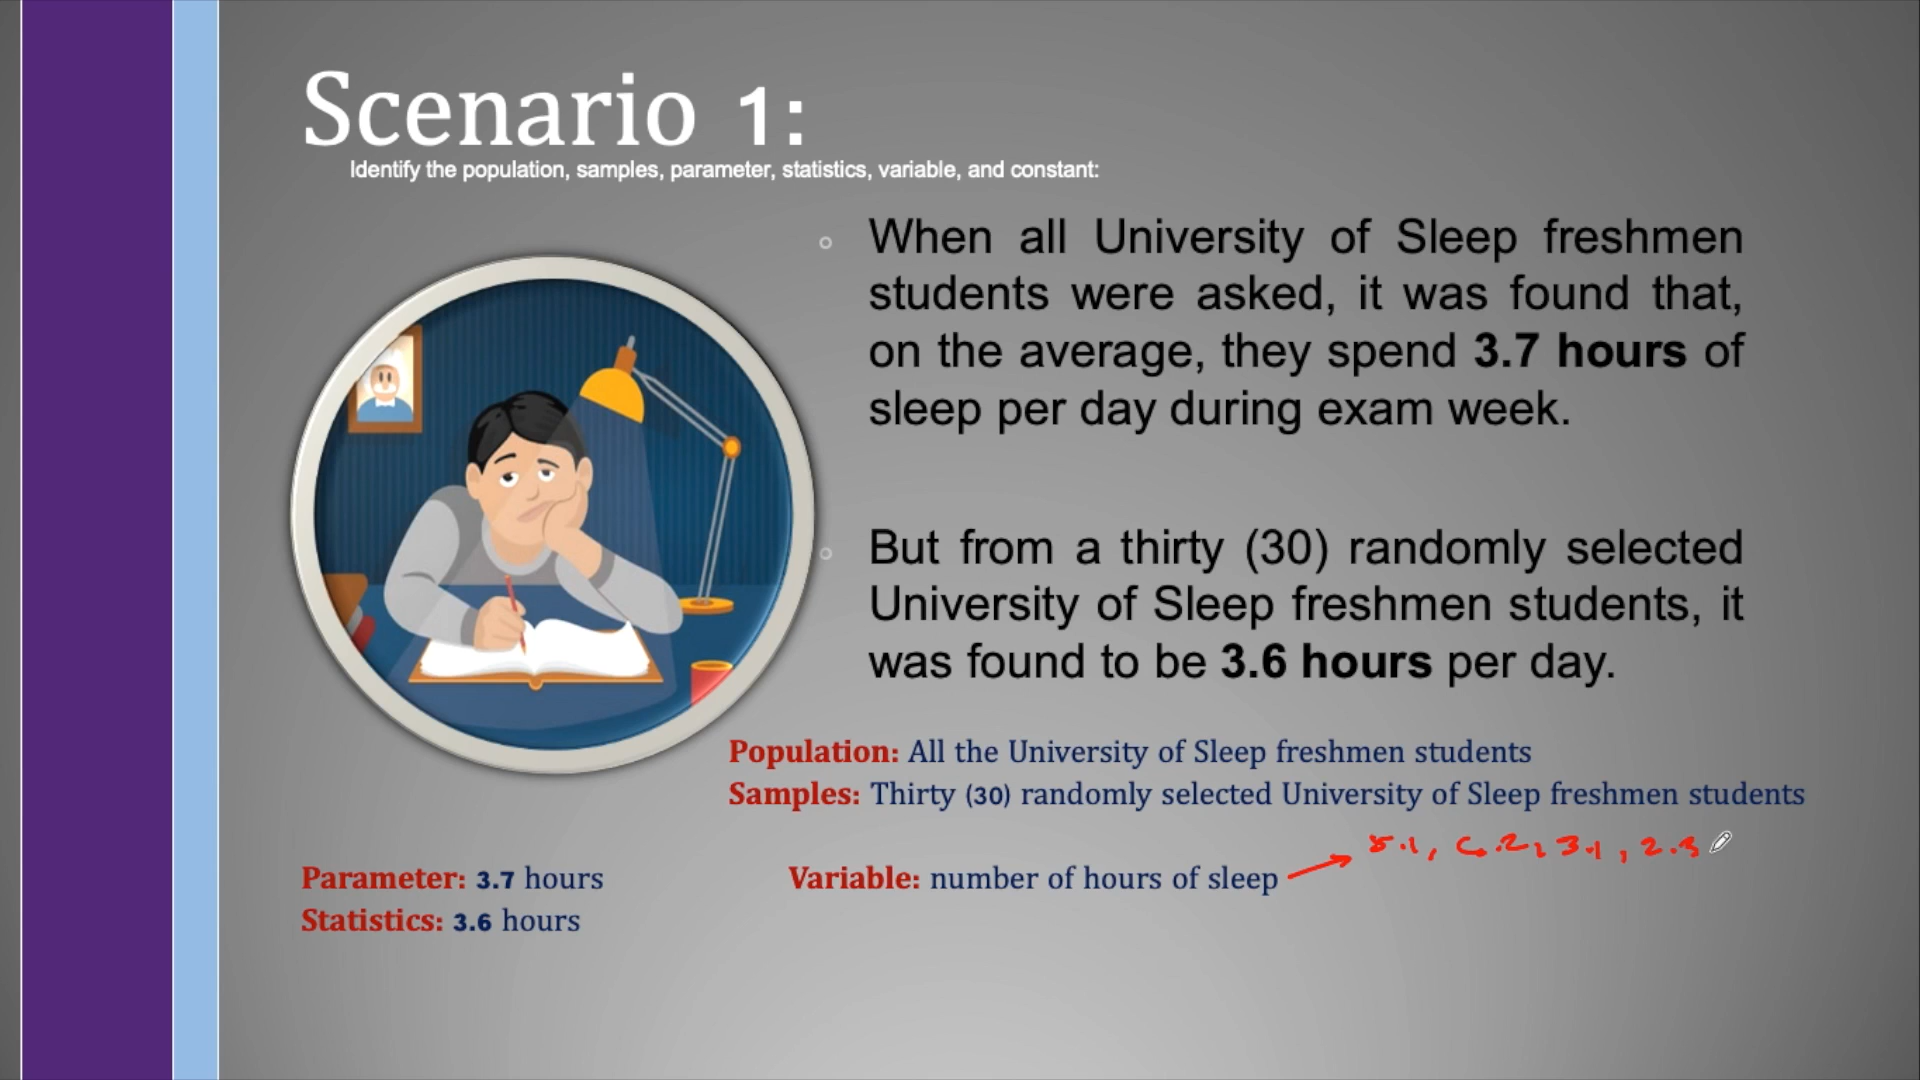 Scenario 1:
Identify the population, samples, parameter, statistics, variable, and constant:
When all University of Sleep freshmen
students were asked, it was found that,
on the average, they spend 3.7 hours of
sleep per day during exam week.
But from a thirty (30) randomly selected
University of Sleep freshmen students, it
was found to be 3.6 hours per day.
Population: All the University of Sleep freshmen students
Samples: Thirty (30) randomly selected University of Sleep freshmen students
3.1, 2.3
Parameter: 3.7 hours
Variable: number of hours of sleep
Statistics: 3.6 hours